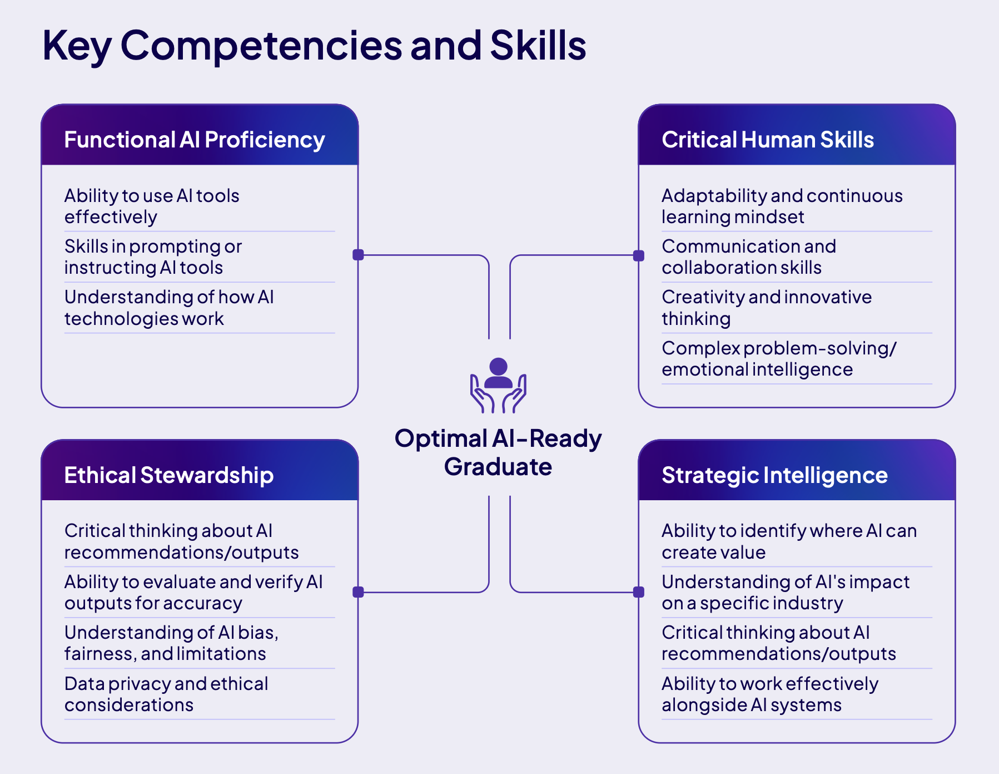 Key Competencies and Skills
Functional AI Proficiency
Ability to use AI tools
effectively
Skills in prompting or
instructing AI tools
Understanding of how AI
technologies work
Critical Human Skills
Adaptability and continuous
learning mindset
Communication and
collaboration skills
Creativity and innovative
thinking
Complex problem-solving/
emotional intelligence
Optimal AI-Ready
Graduate
Ethical Stewardship
Critical thinking about AI
recommendations/outputs
Ability to evaluate and verify AI
outputs for accuracy
Understanding of AI bias,
fairness, and limitations
Data privacy and ethical
considerations
Strategic Intelligence
Ability to identify where AI can
create value
Understanding of AI's impact
on a specific industry
Critical thinking about AI
recommendations/outputs
Ability to work effectively
alongside AI systems